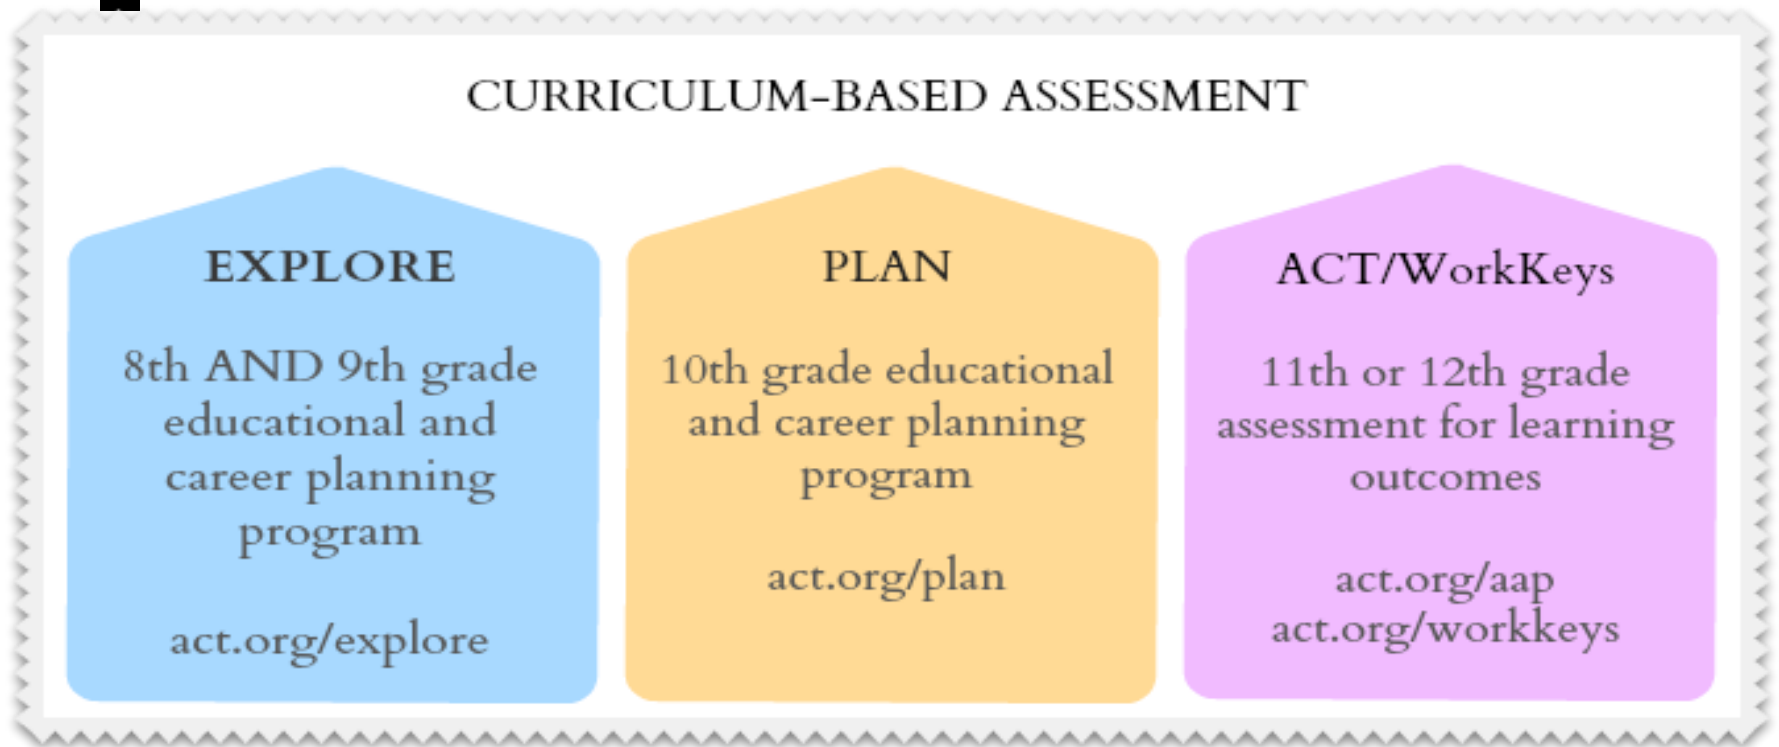 CURRICULUM-BASED ASSESSMENT
EXPLORE
8th AND 9th grade
educational and
career planning
program
act.org/explore
PLAN
10th grade educational
and career planning
program
act.org/plan
ACT/WorkKeys
11th or 12th grade
assessment for learning
outcomes
act.org/aap
act.org/workkeys